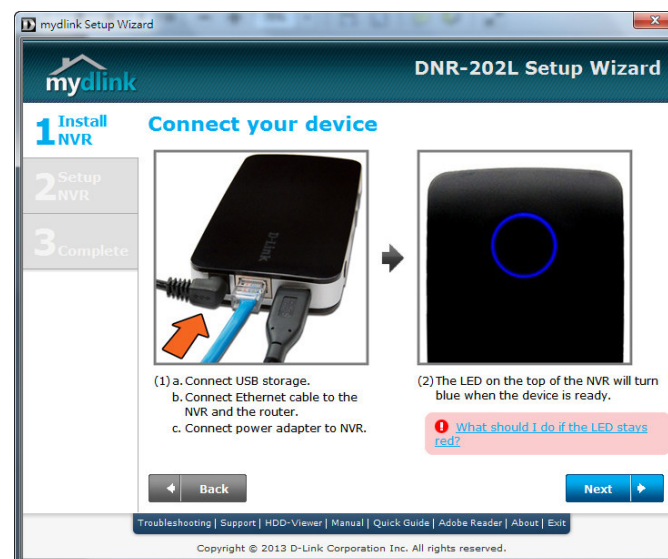 mydlink Setup Wizard
mydlink
DNR-202L Setup Wizard
1 Install
NVR
2 Setup
NVR
3 Complete
Connect your device
D-Link
(1) a. Connect USB storage.
b. Connect Ethernet cable to the
NVR and the router.
c. Connect power adapter to NVR.
(2) The LED on the top of the NVR will turn
blue when the device is ready.
What should I do if the LED stays
red?
Back
Next
Troubleshooting | Support | HDD-Viewer | Manual | Quick Guide | Adobe Reader | About | Exit
Copyright © 2013 D-Link Corporation Inc. All rights reserved.